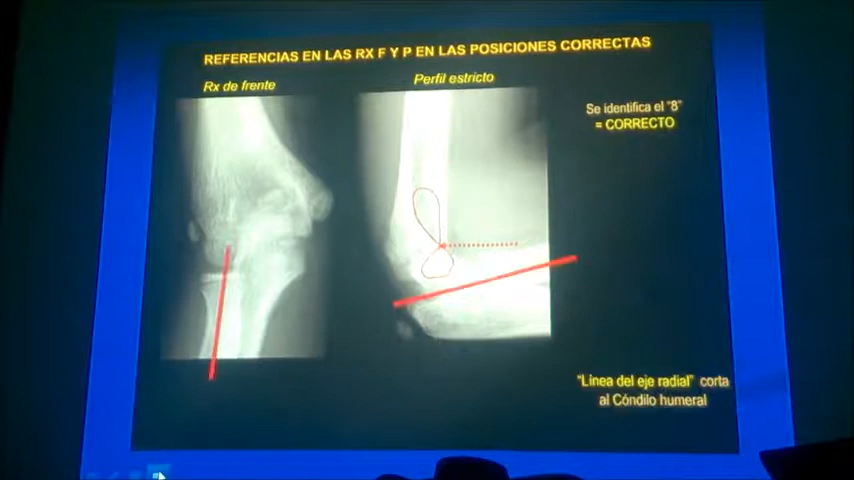 REFERENCIAS EN LAS RX F Y P EN LAS POSICIONES CORRECTAS
Rx de frente
Perfil estricto
Se identifica el "8"
= CORRECTO
"Línea del eje radial" corta
al Cóndilo humeral